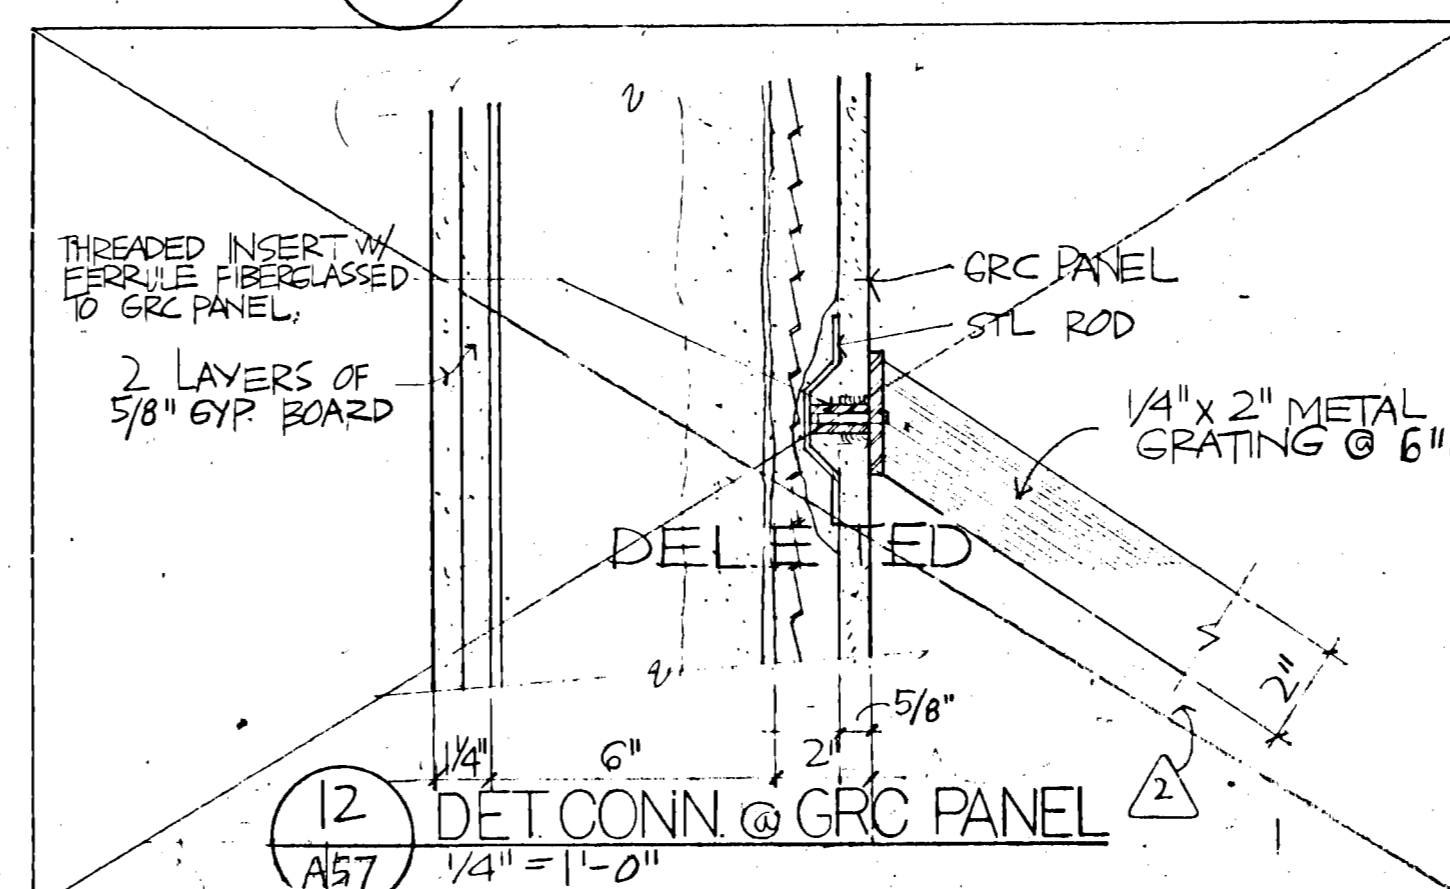 THREADED INSERT W/
FERRULE FIBERGLASSED
TO GRC PANEL.
2 LAYERS OF
5/8" GYP. BOARD
GRC PANEL
STL ROD
1/4" X 2" METAL
GRATING @ 6"
DELETED
2"
5/8"
1 1/4"
6"
2"
2
12
A57
DET. CONN. @ GRC PANEL
1/4" = 1'-0"